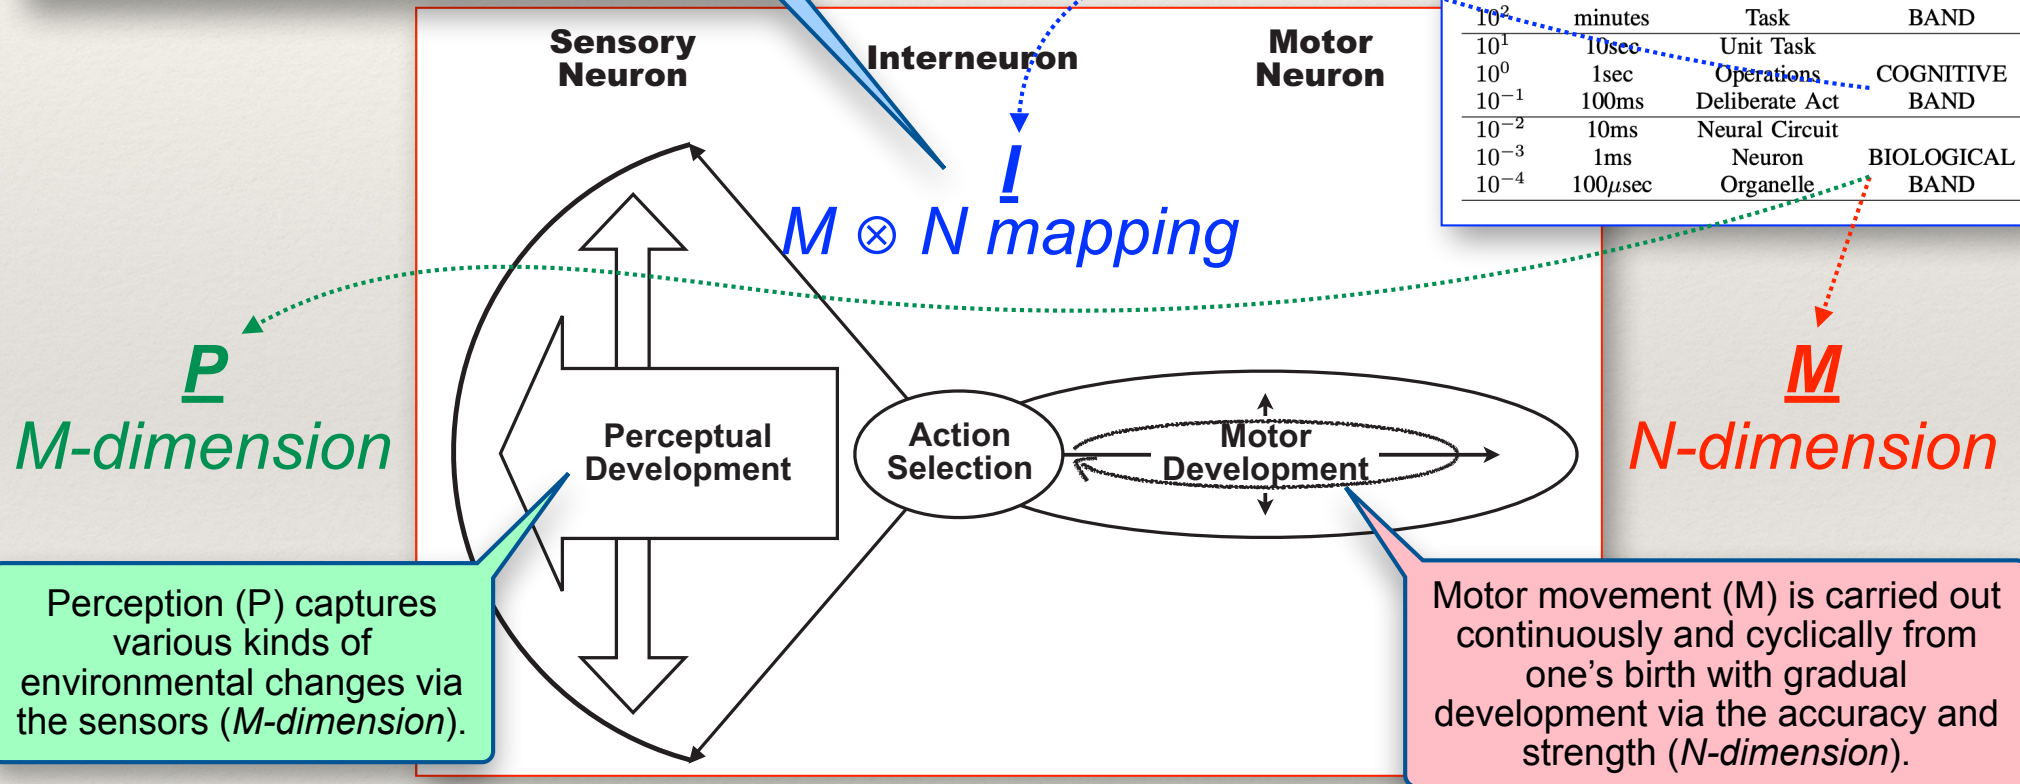 Sensory
Neuron
Interneuron
Motor
Neuron
10² minutes Task BAND
10¹ 10sec Unit Task
10⁰ 1sec Operations COGNITIVE
10⁻¹ 100ms Deliberate Act BAND
10⁻² 10ms Neural Circuit
10⁻³ 1ms Neuron BIOLOGICAL
10⁻⁴ 100μsec Organelle BAND
I
M ⊗ N mapping
P
M-dimension
Perceptual
Development
Action
Selection
Motor
Development
M
N-dimension
Perception (P) captures
various kinds of
environmental changes via
the sensors (M-dimension).
Motor movement (M) is carried out
continuously and cyclically from
one's birth with gradual
development via the accuracy and
strength (N-dimension).